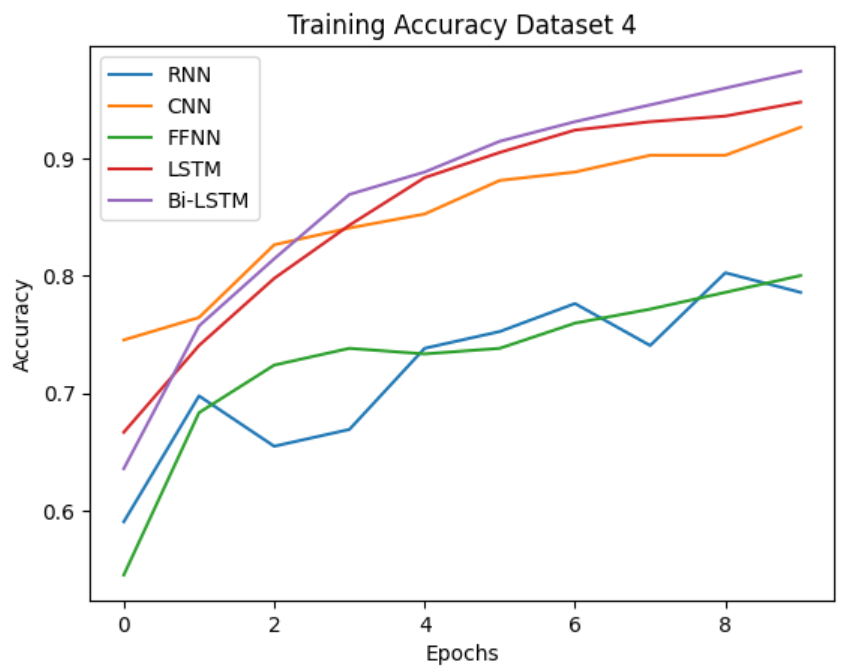 Training Accuracy Dataset 4
RNN
CNN
FFNN
LSTM
Bi-LSTM
0.9
0.8
0.7
0.6
Accuracy
0 2 4 6 8
Epochs